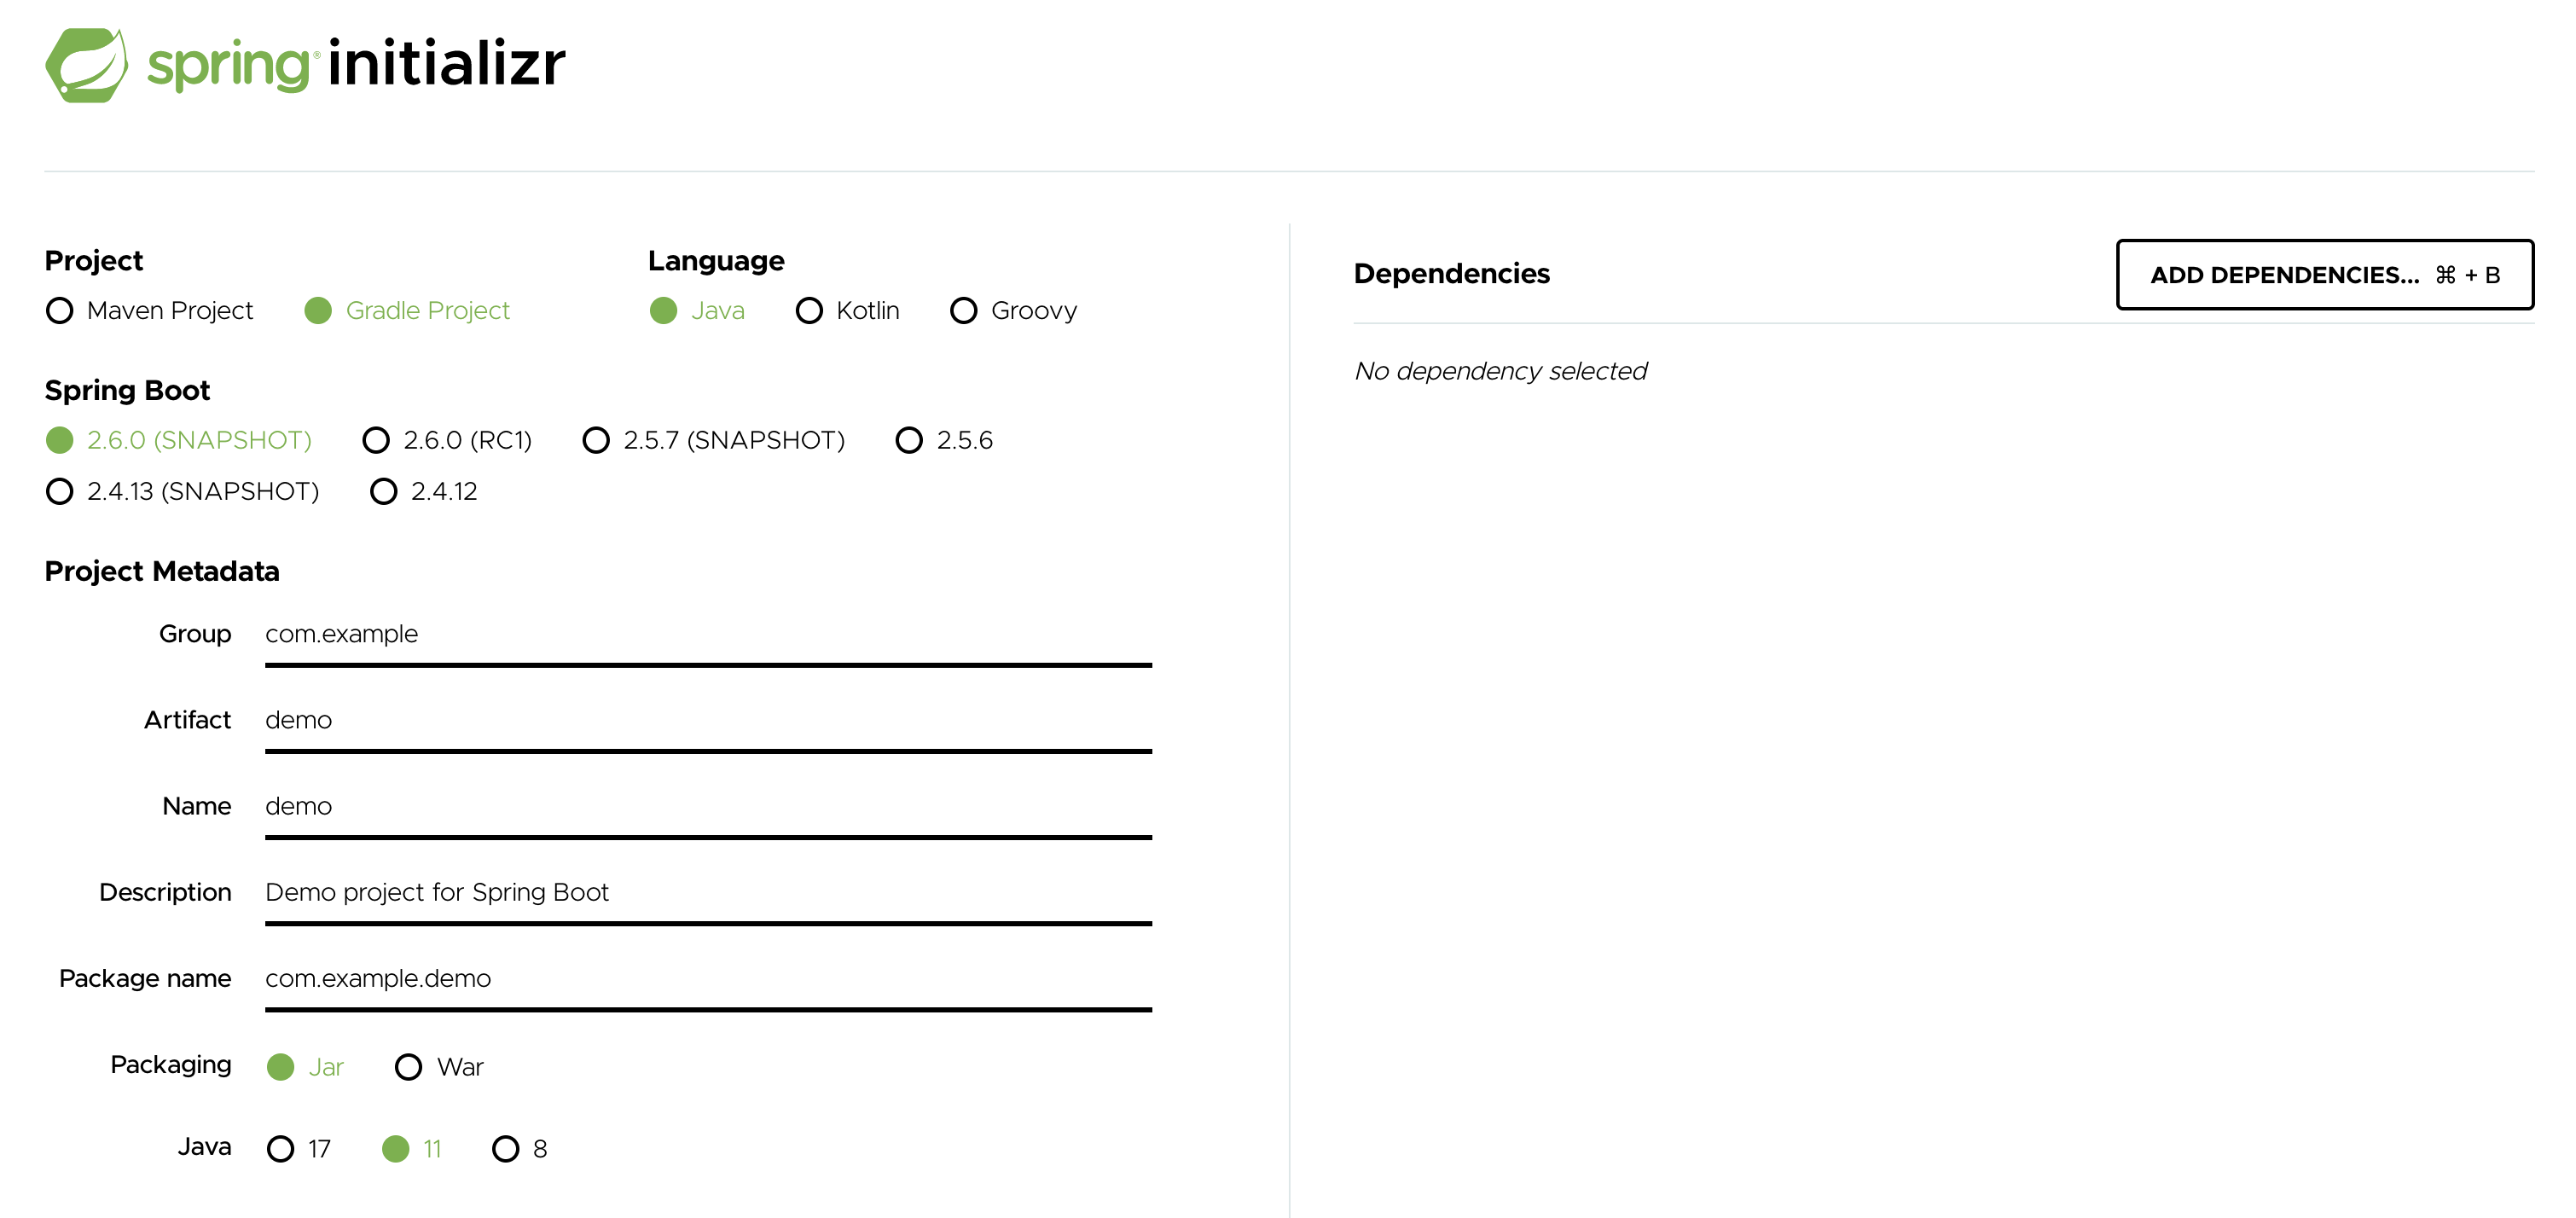 spring® initializr
Project
Maven Project Gradle Project
Language
Java Kotlin Groovy
Spring Boot
2.6.0 (SNAPSHOT) 2.6.0 (RC1) 2.5.7 (SNAPSHOT) 2.5.6
2.4.13 (SNAPSHOT) 2.4.12
Project Metadata
Group com.example
Artifact demo
Name demo
Description Demo project for Spring Boot
Package name com.example.demo
Packaging Jar War
Java 17 11 8
Dependencies
ADD DEPENDENCIES... ⌘ + B
No dependency selected